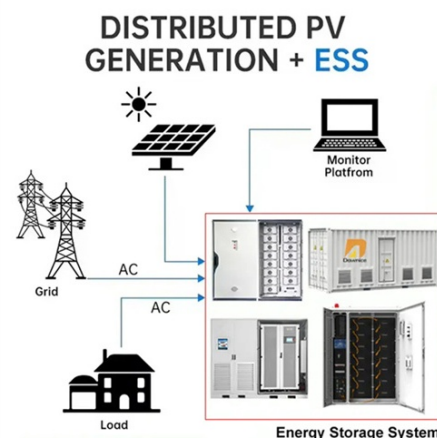 DISTRIBUTED PV
GENERATION + ESS
Monitor
Platfrom
AC
Grid
AC
Load
Energy Storage System